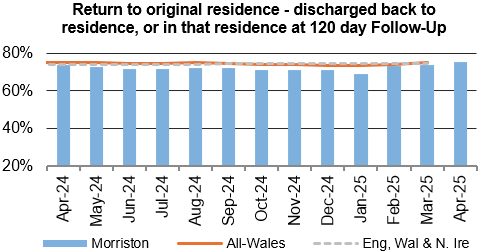 Return to original residence - discharged back to
residence, or in that residence at 120 day Follow-Up
80%
60%
40%
20%
Apr-24
May-24
Jun-24
Jul-24
Aug-24
Sep-24
Oct-24
Nov-24
Dec-24
Jan-25
Feb-25
Mar-25
Apr-25
Morriston
All-Wales
Eng, Wal & N. Ire